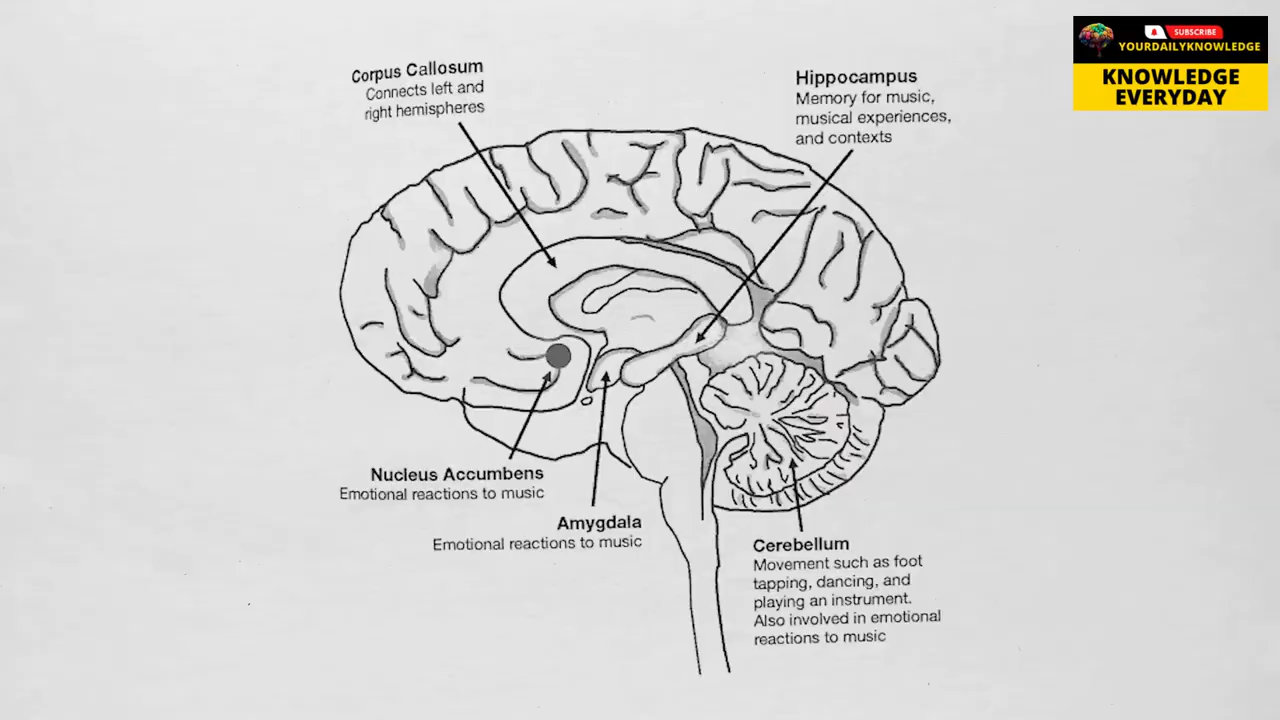 Corpus Callosum
Connects left and
right hemispheres
Hippocampus
Memory for music,
musical experiences,
and contexts
SUBSCRIBE
YOURDAILYKNOWLEDGE
KNOWLEDGE
EVERYDAY
Nucleus Accumbens
Emotional reactions to music
Amygdala
Emotional reactions to music
Cerebellum
Movement such as foot
tapping, dancing, and
playing an instrument.
Also involved in emotional
reactions to music